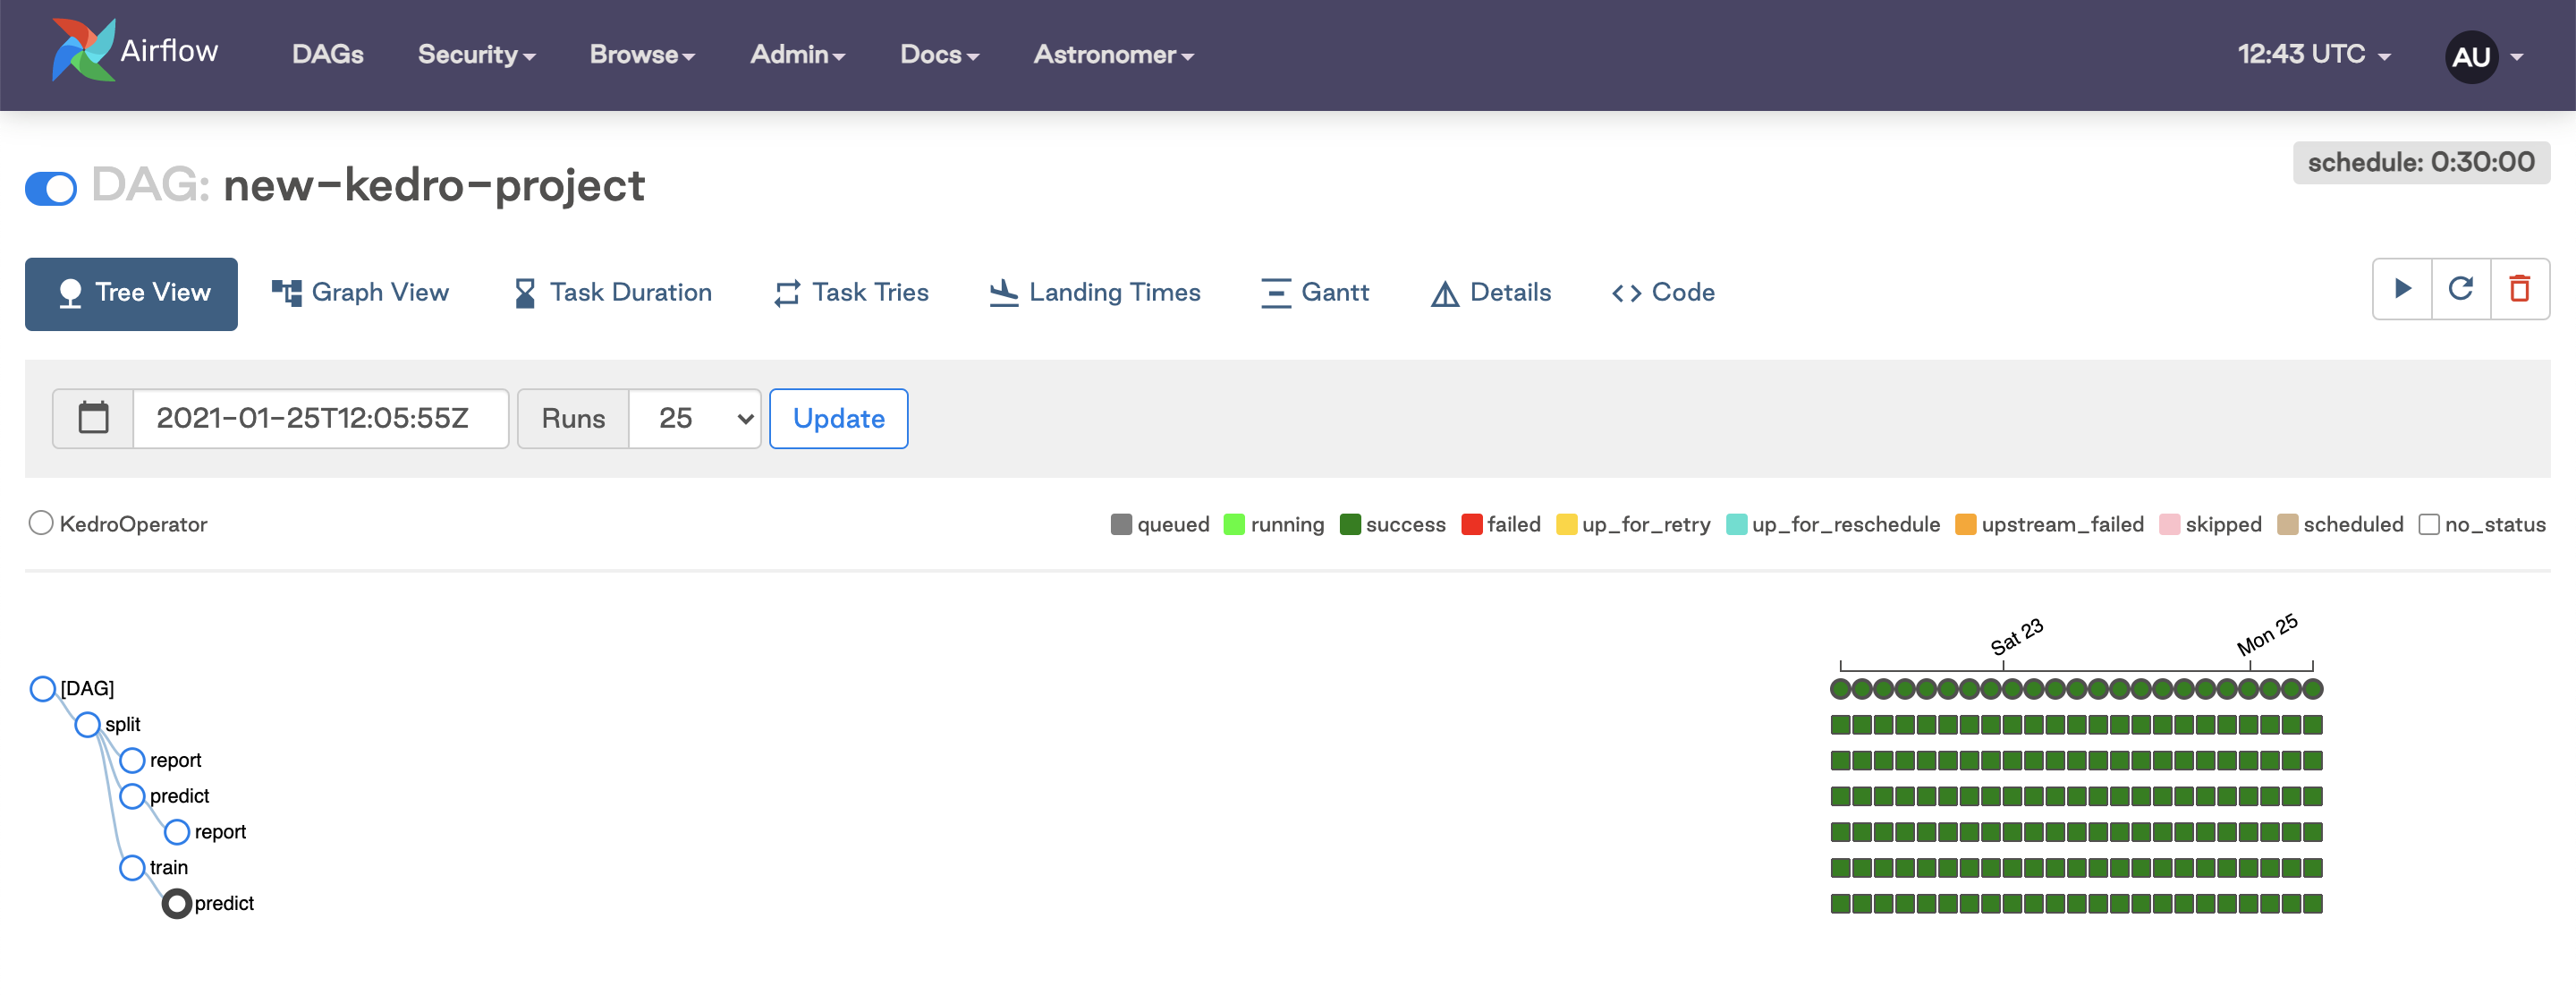 Airflow DAGs Security Browse Admin Docs Astronomer 12:43 UTC AU
schedule: 0:30:00
DAG: new-kedro-project
Tree View Graph View Task Duration Task Tries Landing Times Gantt Details Code
2021-01-25T12:05:55Z Runs 25 Update
KedroOperator queued running success failed up_for_retry up_for_reschedule upstream_failed skipped scheduled no_status
Sat 23 Mon 25
[DAG]
split
report
predict
report
train
predict